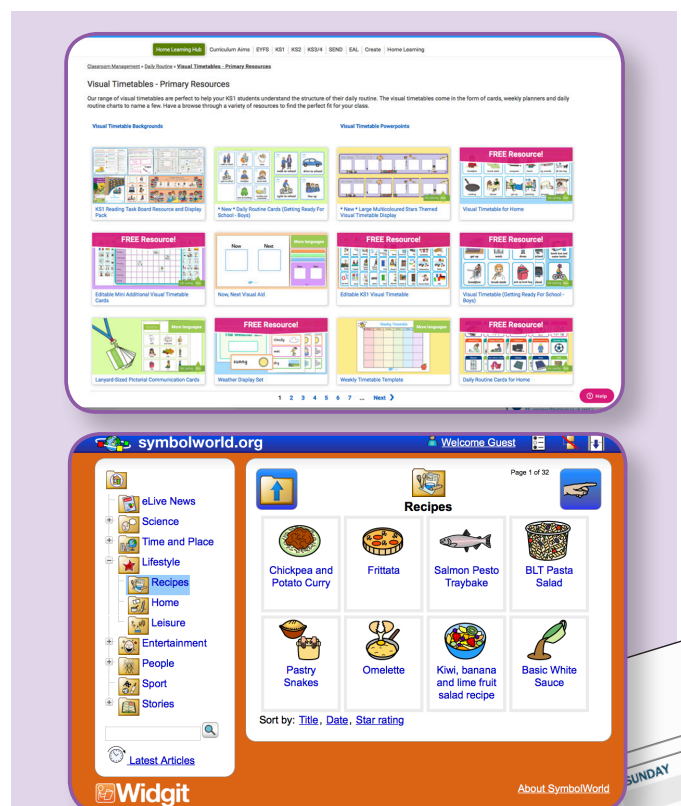 Home Learning Hub Curriculum Aims EYFS KS1 KS2 KS3/4 SEND EAL Create Home Learning
Classroom Management » Daily Routine » Visual Timetables - Primary Resources
Visual Timetables - Primary Resources
Our range of visual timetables are perfect to help your KS1 students understand the structure of their daily routine. The visual timetables come in the form of cards, weekly planners and daily
routine charts to name a few. Have a browse through a variety of resources to find the perfect fit for your class.
Visual Timetable Backgrounds
Visual Timetable Powerpoints
FREE Resource!
KS1 Reading Task Board Resource and Display
Pack
* New * Daily Routine Cards (Getting Ready For
School - Boys)
* New * Large Multicoloured Stars Themed
Visual Timetable Display
Visual Timetable for Home
FREE Resource!
Now
Next
More languages
FREE Resource!
FREE Resource!
Editable Mini Additional Visual Timetable
Cards
Now, Next Visual Aid
Editable KS1 Visual Timetable
Visual Timetable (Getting Ready For School -
Boys)
More languages
FREE Resource!
sunny
More languages
FREE Resource!
Lanyard-Sized Pictorial Communication Cards
Weather Display Set
Weekly Timetable Template
Daily Routine Cards for Home
1 2 3 4 5 6 7 ... Next
Help
symbolworld.org
Welcome Guest
eLive News
Science
Time and Place
Lifestyle
Recipes
Home
Leisure
Entertainment
People
Sport
Stories
Latest Articles
Page 1 of 32
Recipes
Chickpea and
Potato Curry
Frittata
Salmon Pesto
Traybake
BLT Pasta
Salad
Pastry
Snakes
Omelette
Kiwi, banana
and lime fruit
salad recipe
Basic White
Sauce
Sort by: Title, Date, Star rating
Widgit
About SymbolWorld
SUNDAY